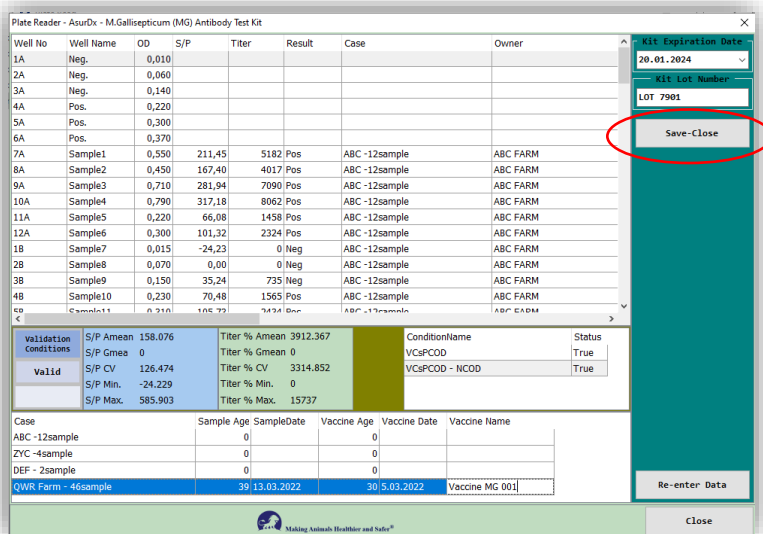 Plate Reader - AsurDx - M.Gallisepticum (MG) Antibody Test Kit
Well No Well Name OD S/P Titer Result Case Owner
1A Neg. 0,010
2A Neg. 0,060
3A Neg. 0,140
4A Pos. 0,220
5A Pos. 0,300
6A Pos. 0,370
7A Sample1 0,550 211,45 5182 Pos ABC -12sample ABC FARM
8A Sample2 0,450 167,40 4017 Pos ABC -12sample ABC FARM
9A Sample3 0,710 281,94 7090 Pos ABC -12sample ABC FARM
10A Sample4 0,790 317,18 8062 Pos ABC -12sample ABC FARM
11A Sample5 0,220 66,08 1458 Pos ABC -12sample ABC FARM
12A Sample6 0,300 101,32 2324 Pos ABC -12sample ABC FARM
1B Sample7 0,015 -24,23 0 Neg ABC -12sample ABC FARM
2B Sample8 0,070 0,00 0 Neg ABC -12sample ABC FARM
3B Sample9 0,150 35,24 735 Neg ABC -12sample ABC FARM
4B Sample10 0,230 70,48 1565 Pos ABC -12sample ABC FARM
5B Sample11 0,310 105,73 2434 Pos ABC -12sample ABC FARM
Kit Expiration Date
20.01.2024
Kit Lot Number
LOT 7901
Save-Close
Validation
Conditions
Valid
S/P Amean 158.076
S/P Gmea 0
S/P CV 126.474
S/P Min. -24.229
S/P Max. 585.903
Titer % Amean 3912.367
Titer % Gmean 0
Titer % CV 3314.852
Titer % Min. 0
Titer % Max. 15737
ConditionName Status
VCsPCOD True
VCsPCOD - NCOD True
Case Sample Age SampleDate Vaccine Age Vaccine Date Vaccine Name
ABC -12sample 0 0
ZYC -4sample 0 0
DEF - 2sample 0 0
QWR Farm - 46sample 39 13.03.2022 30 5.03.2022 Vaccine MG 001
Re-enter Data
Making Animals Healthier and Safer®
Close